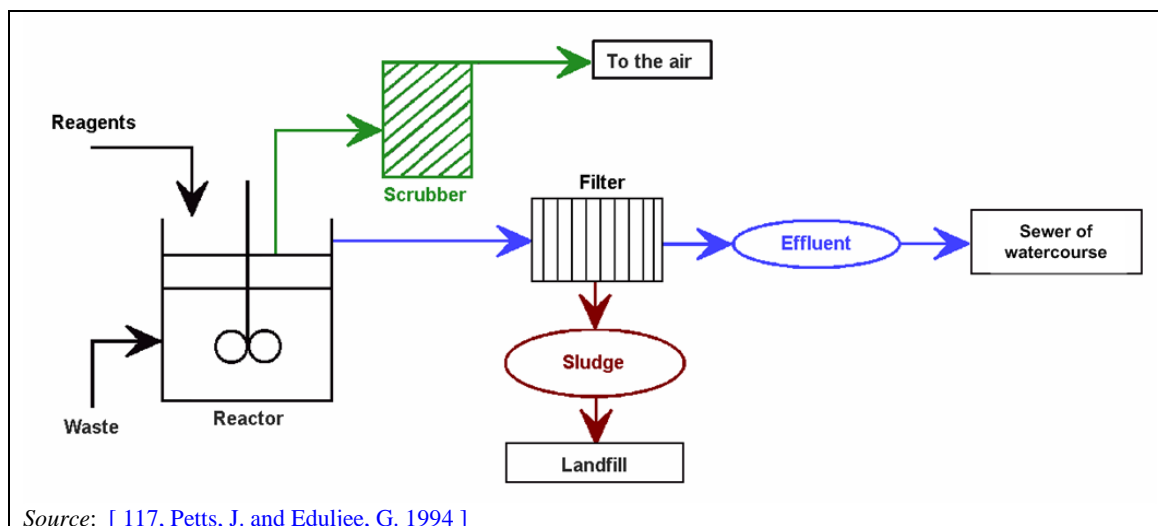 To the air
Reagents
Scrubber
Filter
Effluent
Sewer of
watercourse
Sludge
Waste
Reactor
Landfill
Source: [ 117, Petts, J. and Eduljee, G. 1994 ]